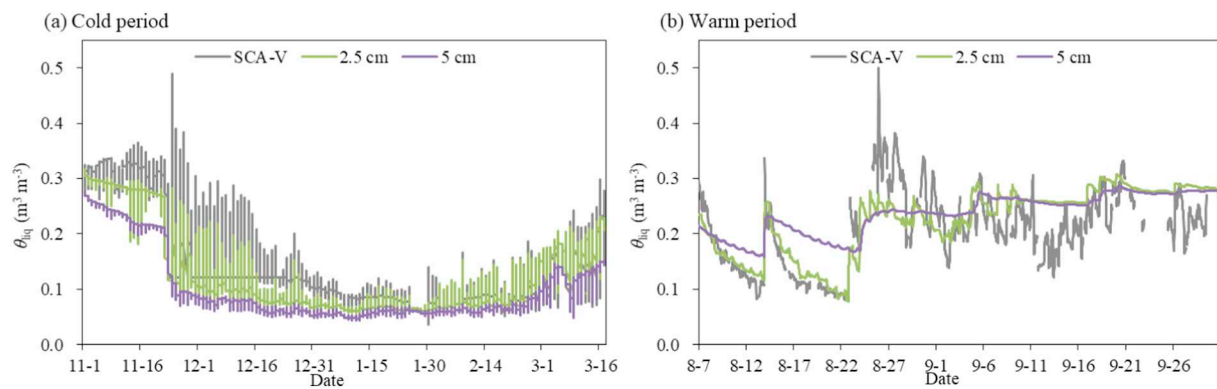 (a) Cold period
SCA-V 2.5 cm 5 cm
0.5
0.4
0.3
0.2
0.1
0.0
θliq (m³ m⁻³)
11-1 11-16 12-1 12-16 12-31 1-15 1-30 2-14 3-1 3-16
Date
(b) Warm period
SCA-V 2.5 cm 5 cm
0.5
0.4
0.3
0.2
0.1
0.0
θliq (m³ m⁻³)
8-7 8-12 8-17 8-22 8-27 9-1 9-6 9-11 9-16 9-21 9-26
Date